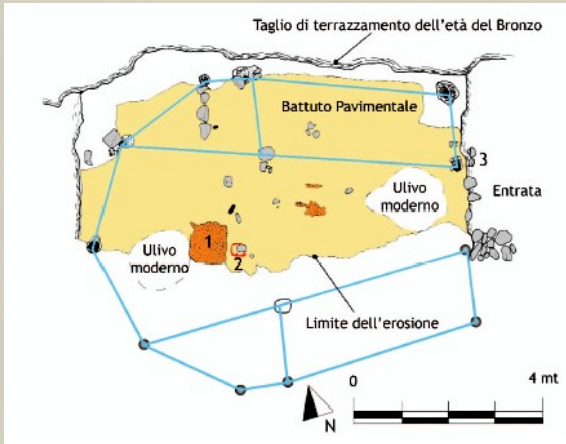 Taglio di terrazzamento dell'età del Bronzo
Battuto Pavimentale
3
Ulivo
moderno
Entrata
1
Ulivo
moderno
2
Limite dell'erosione
0
4 mt
N